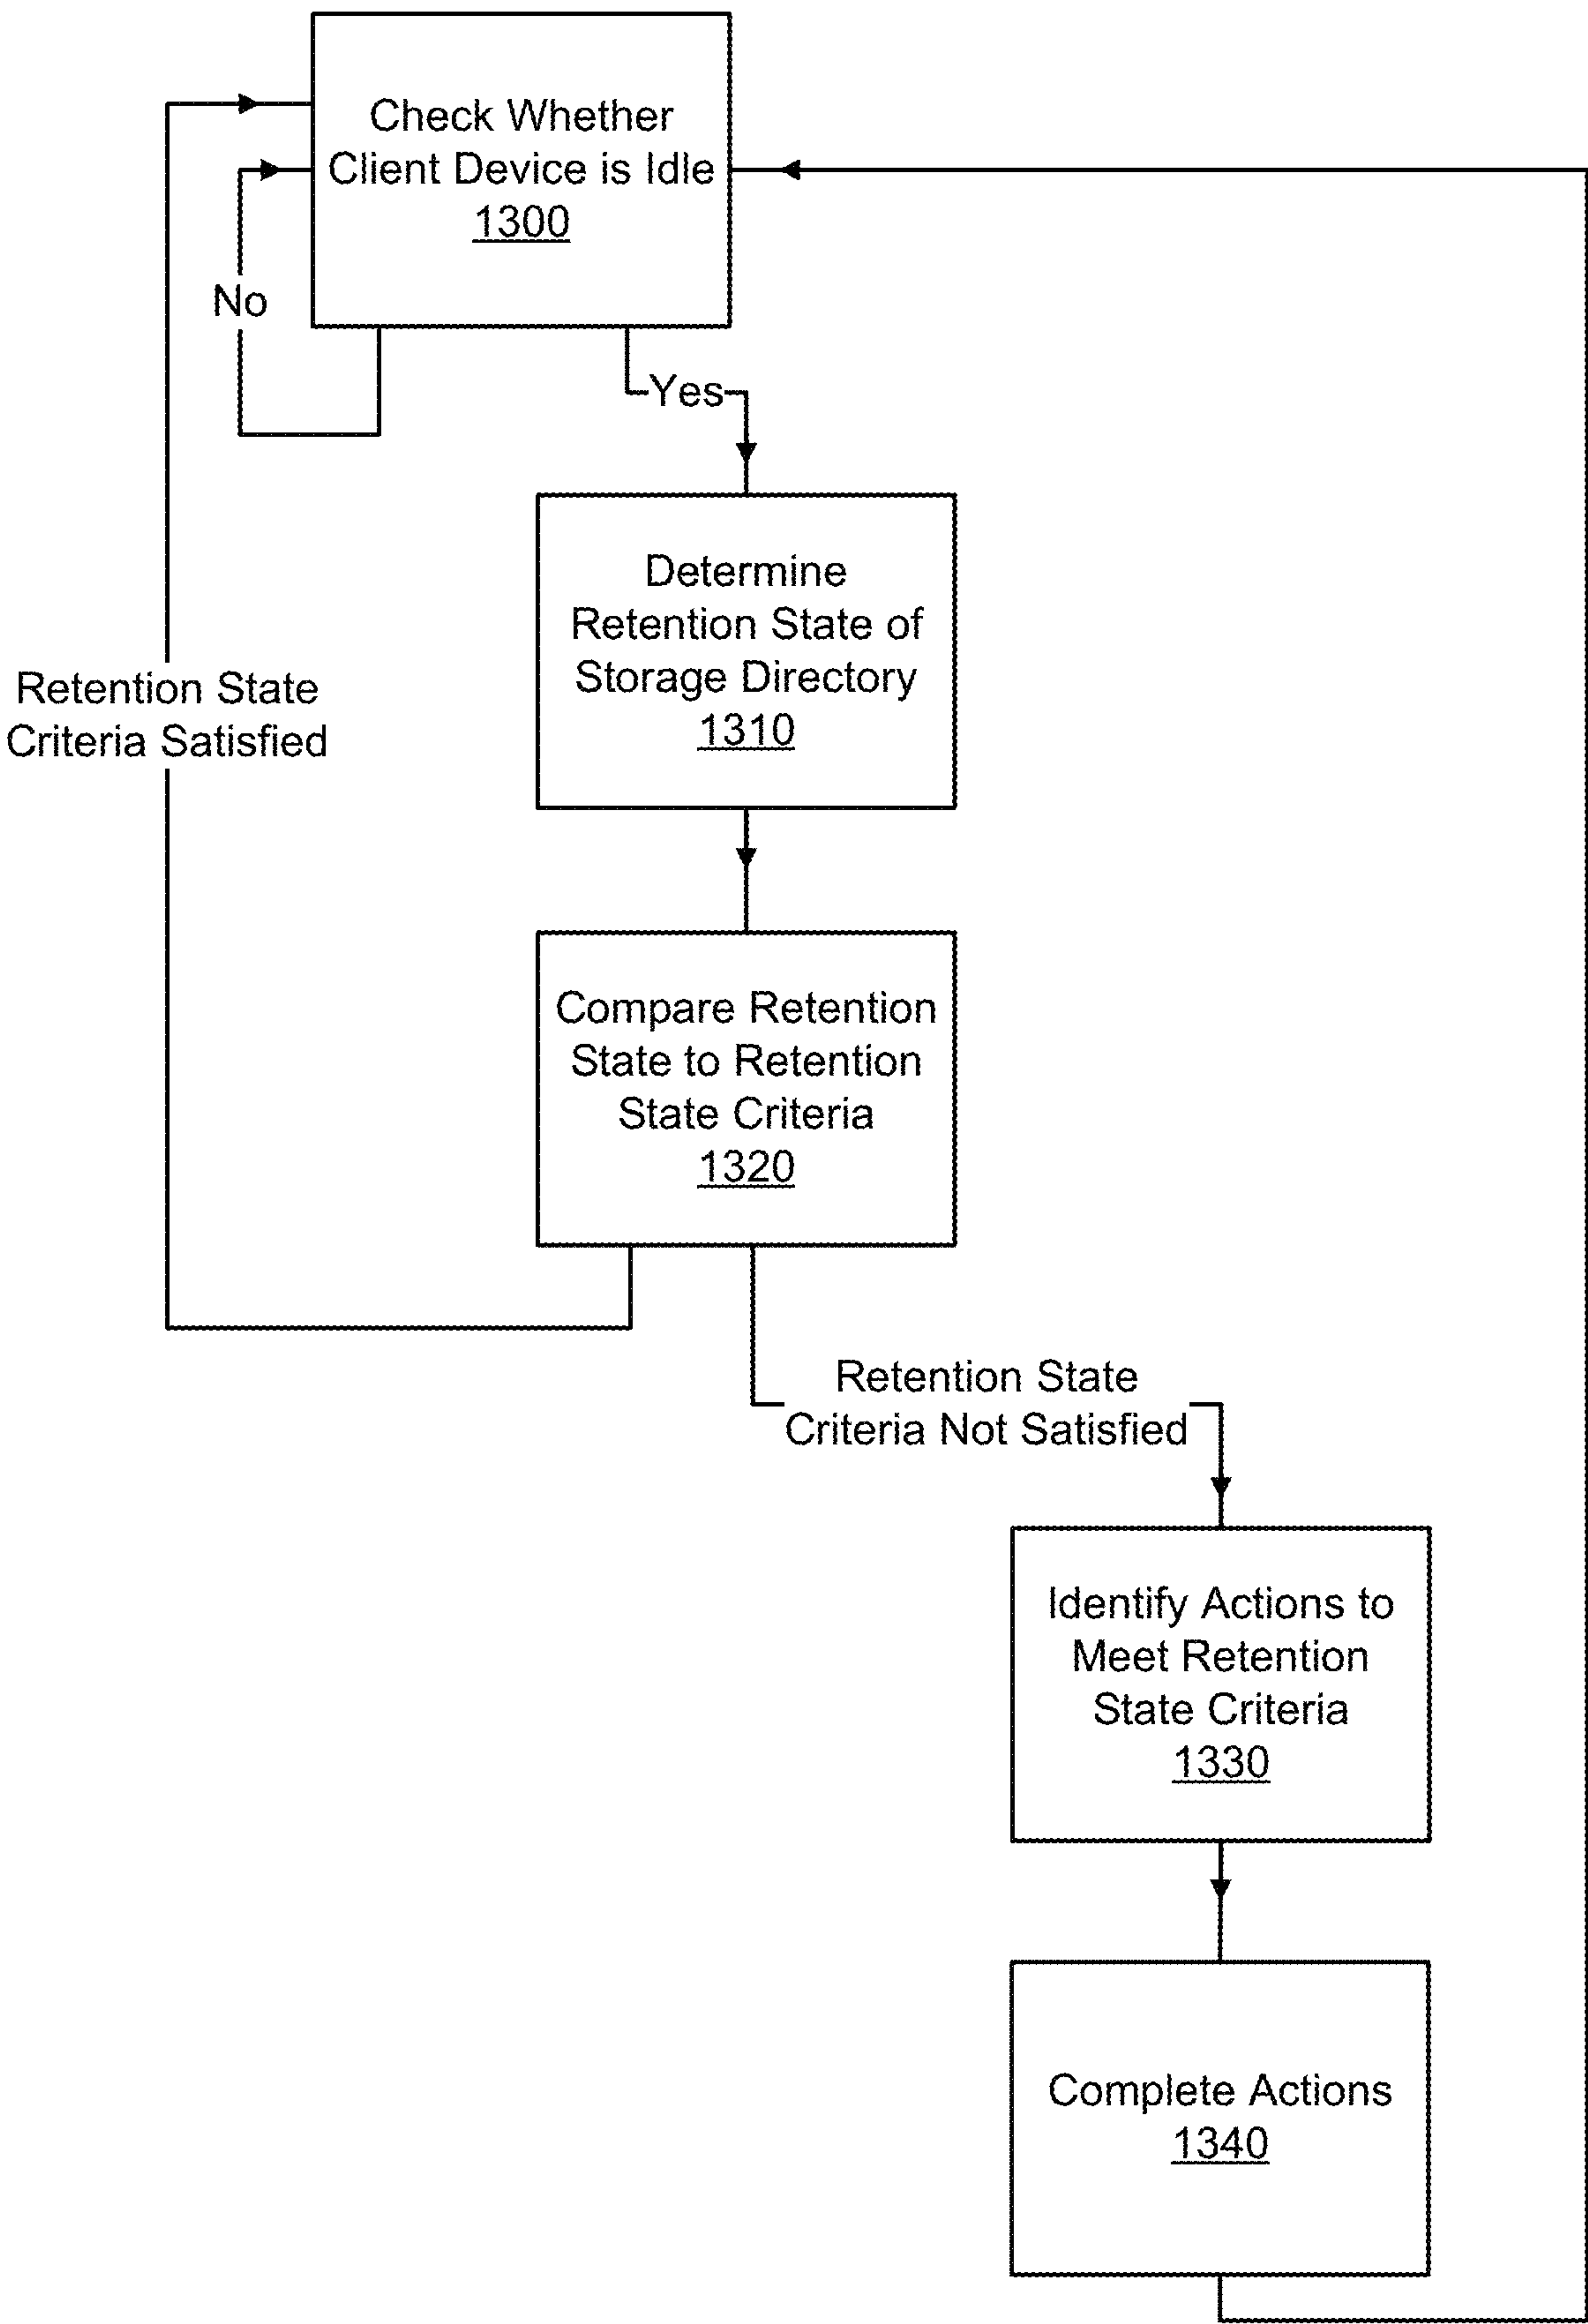 Check Whether
Client Device is Idle
1300
No
Yes
Determine
Retention State of
Storage Directory
1310
Retention State
Criteria Satisfied
Compare Retention
State to Retention
State Criteria
1320
Retention State
Criteria Not Satisfied
Identify Actions to
Meet Retention
State Criteria
1330
Complete Actions
1340